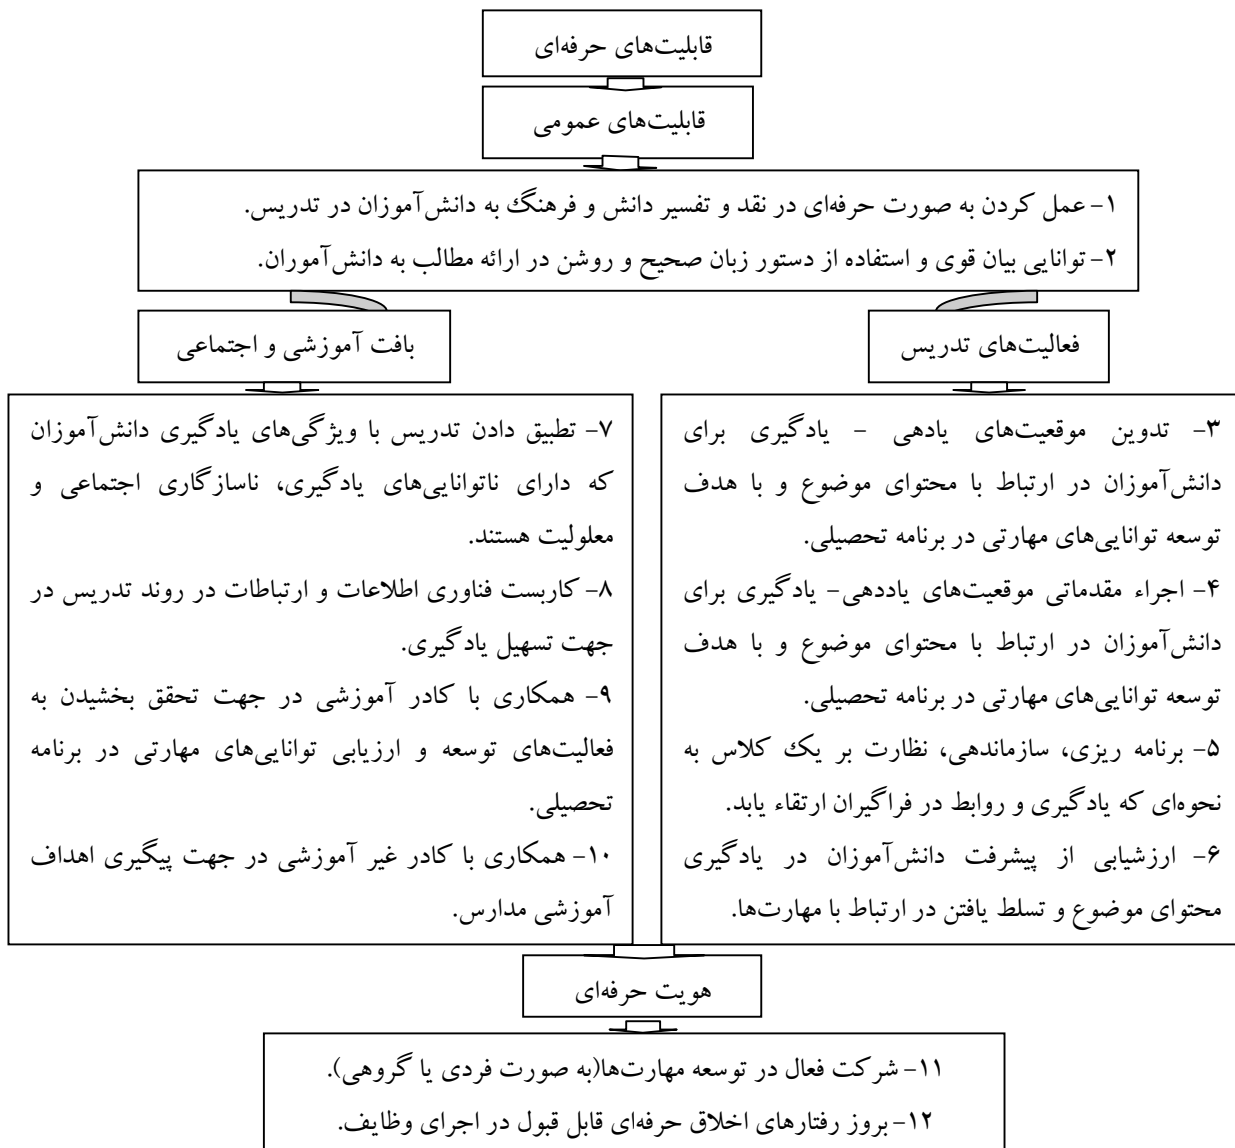 قابلیت‌های حرفه‌ای
قابلیت‌های عمومی
۱- عمل کردن به صورت حرفه‌ای در نقد و تفسیر دانش و فرهنگ به دانش‌آموزان در تدریس.
۲- توانایی بیان قوی و استفاده از دستور زبان صحیح و روشن در ارائه مطالب به دانش‌آموران.
فعالیت‌های تدریس
۳- تدوین موقعیت‌های یادهی – یادگیری برای
دانش‌آموزان در ارتباط با محتوای موضوع و با هدف
توسعه توانایی‌های مهارتی در برنامه تحصیلی.
۴- اجراء مقدماتی موقعیت‌های یاددهی- یادگیری برای
دانش‌آموزان در ارتباط با محتوای موضوع و با هدف
توسعه توانایی‌های مهارتی در برنامه تحصیلی.
۵- برنامه ریزی، سازماندهی، نظارت بر یک کلاس به
نحوه‌ای که یادگیری و روابط در فراگیران ارتقاء یابد.
۶- ارزشیابی از پیشرفت دانش‌آموزان در یادگیری
محتوای موضوع و تسلط یافتن در ارتباط با مهارت‌ها.
بافت آموزشی و اجتماعی
۷- تطبیق دادن تدریس با ویژگی‌های یادگیری دانش‌آموزان
که دارای ناتوانایی‌های یادگیری، ناسازگاری اجتماعی و
معلولیت هستند.
۸- کاربست فناوری اطلاعات و ارتباطات در روند تدریس در
جهت تسهیل یادگیری.
۹- همکاری با کادر آموزشی در جهت تحقق بخشیدن به
فعالیت‌های توسعه و ارزیابی توانایی‌های مهارتی در برنامه
تحصیلی.
۱۰- همکاری با کادر غیر آموزشی در جهت پیگیری اهداف
آموزشی مدارس.
هویت حرفه‌ای
۱۱- شرکت فعال در توسعه مهارت‌ها(به صورت فردی یا گروهی).
۱۲- بروز رفتارهای اخلاق حرفه‌ای قابل قبول در اجرای وظایف.